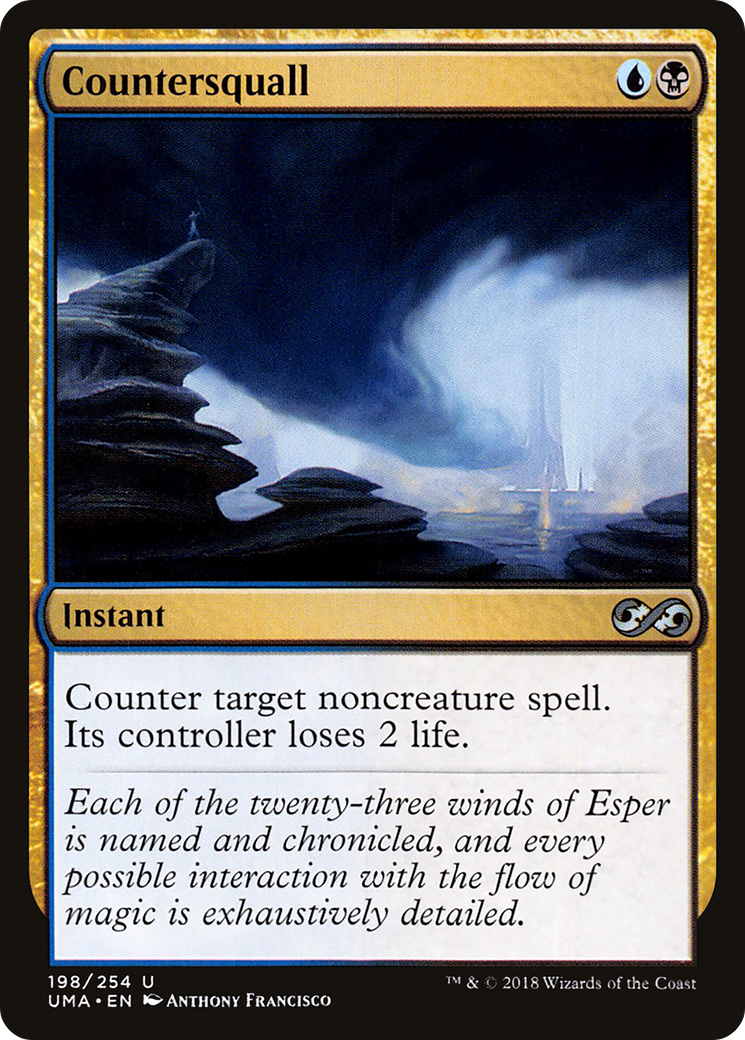 Countersquall
Instant
Counter target noncreature spell.
Its controller loses 2 life.
Each of the twenty-three winds of Esper
is named and chronicled, and every
possible interaction with the flow of
magic is exhaustively detailed.
198/254 U
UMA • EN Anthony Francisco
™ & © 2018 Wizards of the Coast